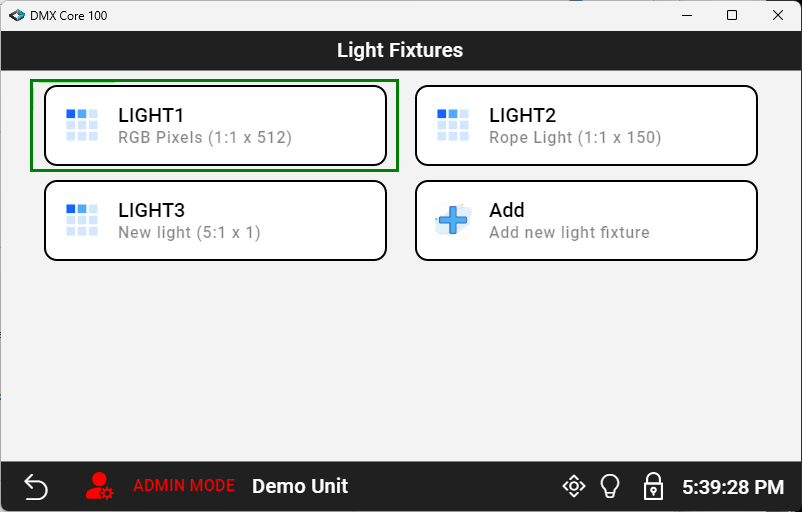 DMX Core 100
Light Fixtures
LIGHT1
RGB Pixels (1:1 x 512)
LIGHT2
Rope Light (1:1 x 150)
LIGHT3
New light (5:1 x 1)
Add
Add new light fixture
ADMIN MODE
Demo Unit
5:39:28 PM